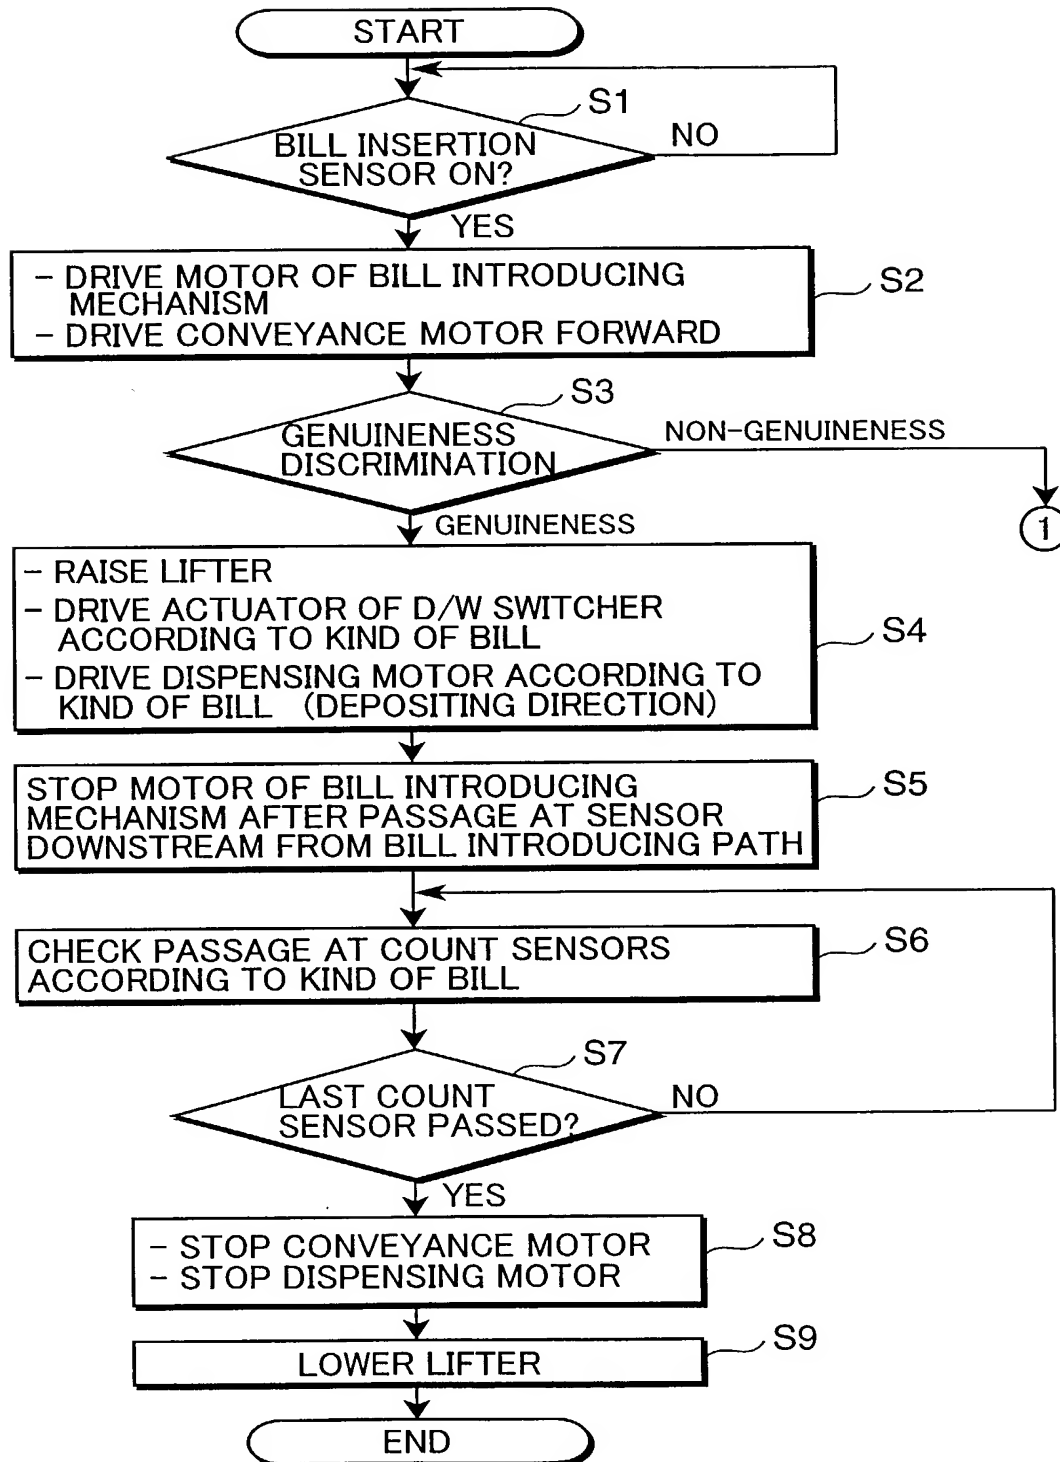 START
S1
BILL INSERTION
SENSOR ON?
NO
YES
– DRIVE MOTOR OF BILL INTRODUCING
MECHANISM
– DRIVE CONVEYANCE MOTOR FORWARD
S2
S3
GENUINENESS
DISCRIMINATION
NON-GENUINENESS
1
GENUINENESS
– RAISE LIFTER
– DRIVE ACTUATOR OF D/W SWITCHER
ACCORDING TO KIND OF BILL
– DRIVE DISPENSING MOTOR ACCORDING TO
KIND OF BILL (DEPOSITING DIRECTION)
S4
STOP MOTOR OF BILL INTRODUCING
MECHANISM AFTER PASSAGE AT SENSOR
DOWNSTREAM FROM BILL INTRODUCING PATH
S5
CHECK PASSAGE AT COUNT SENSORS
ACCORDING TO KIND OF BILL
S6
S7
LAST COUNT
SENSOR PASSED?
NO
YES
– STOP CONVEYANCE MOTOR
– STOP DISPENSING MOTOR
S8
LOWER LIFTER
S9
END